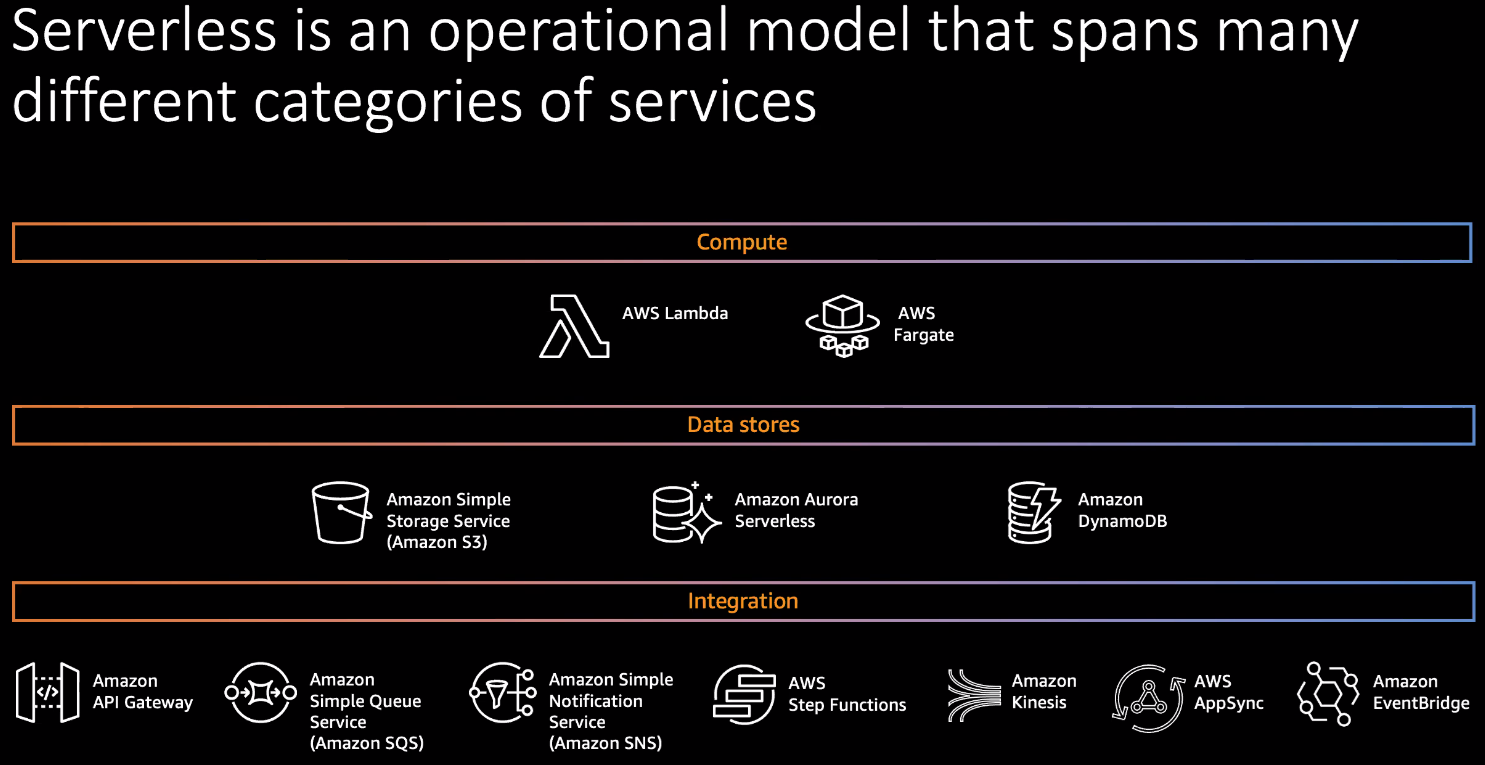 Serverless is an operational model that spans many
different categories of services
Compute
AWS Lambda
AWS
Fargate
Data stores
Amazon Simple
Storage Service
(Amazon S3)
Amazon Aurora
Serverless
Amazon
DynamoDB
Integration
Amazon
API Gateway
Amazon
Simple Queue
Service
(Amazon SQS)
Amazon Simple
Notification
Service
(Amazon SNS)
AWS
Step Functions
Amazon
Kinesis
AWS
AppSync
Amazon
EventBridge